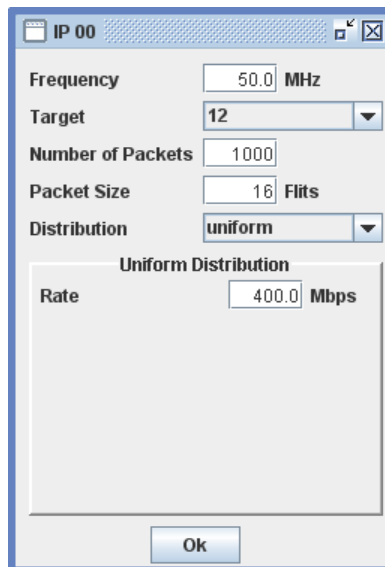 IP 00
Frequency 50.0 MHz
Target 12
Number of Packets 1000
Packet Size 16 Flits
Distribution uniform
Uniform Distribution
Rate 400.0 Mbps
Ok